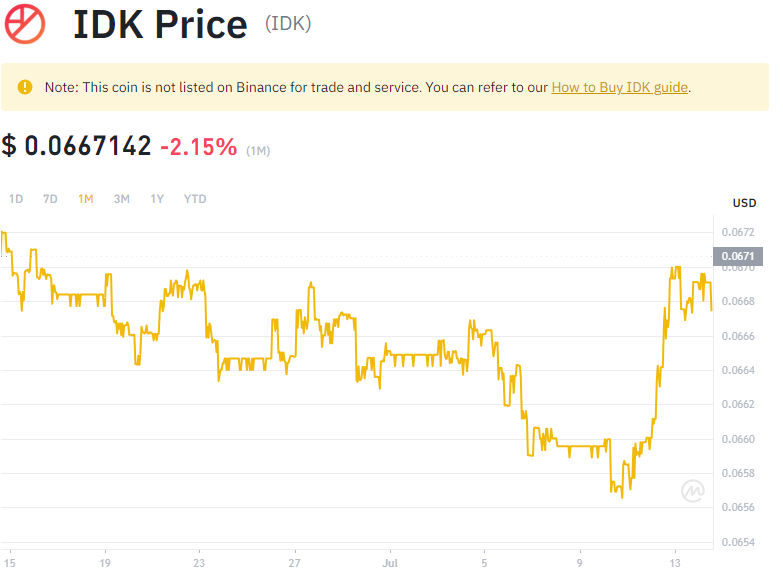 IDK Price (IDK)
Note: This coin is not listed on Binance for trade and service. You can refer to our How to Buy IDK guide.
$ 0.0667142 -2.15% (1M)
1D 7D 1M 3M 1Y YTD
USD
0.0672
0.0671
0.0670
0.0668
0.0666
0.0664
0.0662
0.0660
0.0658
0.0656
0.0654
15 19 23 27 Jul 5 9 13